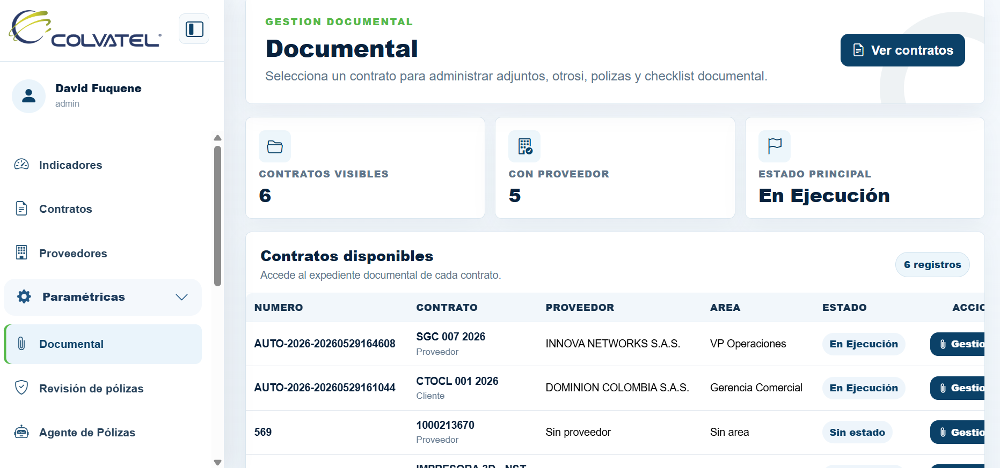 COLVATEL®
David Fuquene
admin
Indicadores
Contratos
Proveedores
Paramétricas
Documental
Revisión de pólizas
Agente de Pólizas
GESTION DOCUMENTAL
Documental
Selecciona un contrato para administrar adjuntos, otrosi, polizas y checklist documental.
Ver contratos
CONTRATOS VISIBLES
6
CON PROVEEDOR
5
ESTADO PRINCIPAL
En Ejecución
Contratos disponibles
Accede al expediente documental de cada contrato.
6 registros
NUMERO CONTRATO PROVEEDOR AREA ESTADO ACCIO
AUTO-2026-20260529164608 SGC 007 2026 INNOVA NETWORKS S.A.S. VP Operaciones En Ejecución Gestio
Proveedor
AUTO-2026-20260529161044 CTOCL 001 2026 DOMINION COLOMBIA S.A.S. Gerencia Comercial En Ejecución Gestio
Cliente
569 1000213670 Sin proveedor Sin area Sin estado Gestio
Proveedor
IMPRESORA 3D - NST